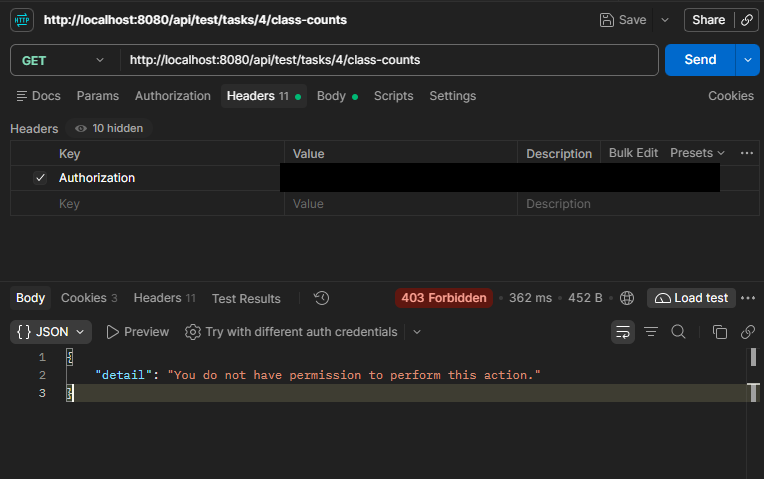 HTTP http://localhost:8080/api/test/tasks/4/class-counts Save Share
GET http://localhost:8080/api/test/tasks/4/class-counts Send
Docs Params Authorization Headers 11 Body Scripts Settings Cookies
Headers 10 hidden
Key Value Description Bulk Edit Presets
Authorization
Key Value Description
Body Cookies 3 Headers 11 Test Results 403 Forbidden 362 ms 452 B Load test
{} JSON Preview Try with different auth credentials
1 {
2 "detail": "You do not have permission to perform this action."
3 }